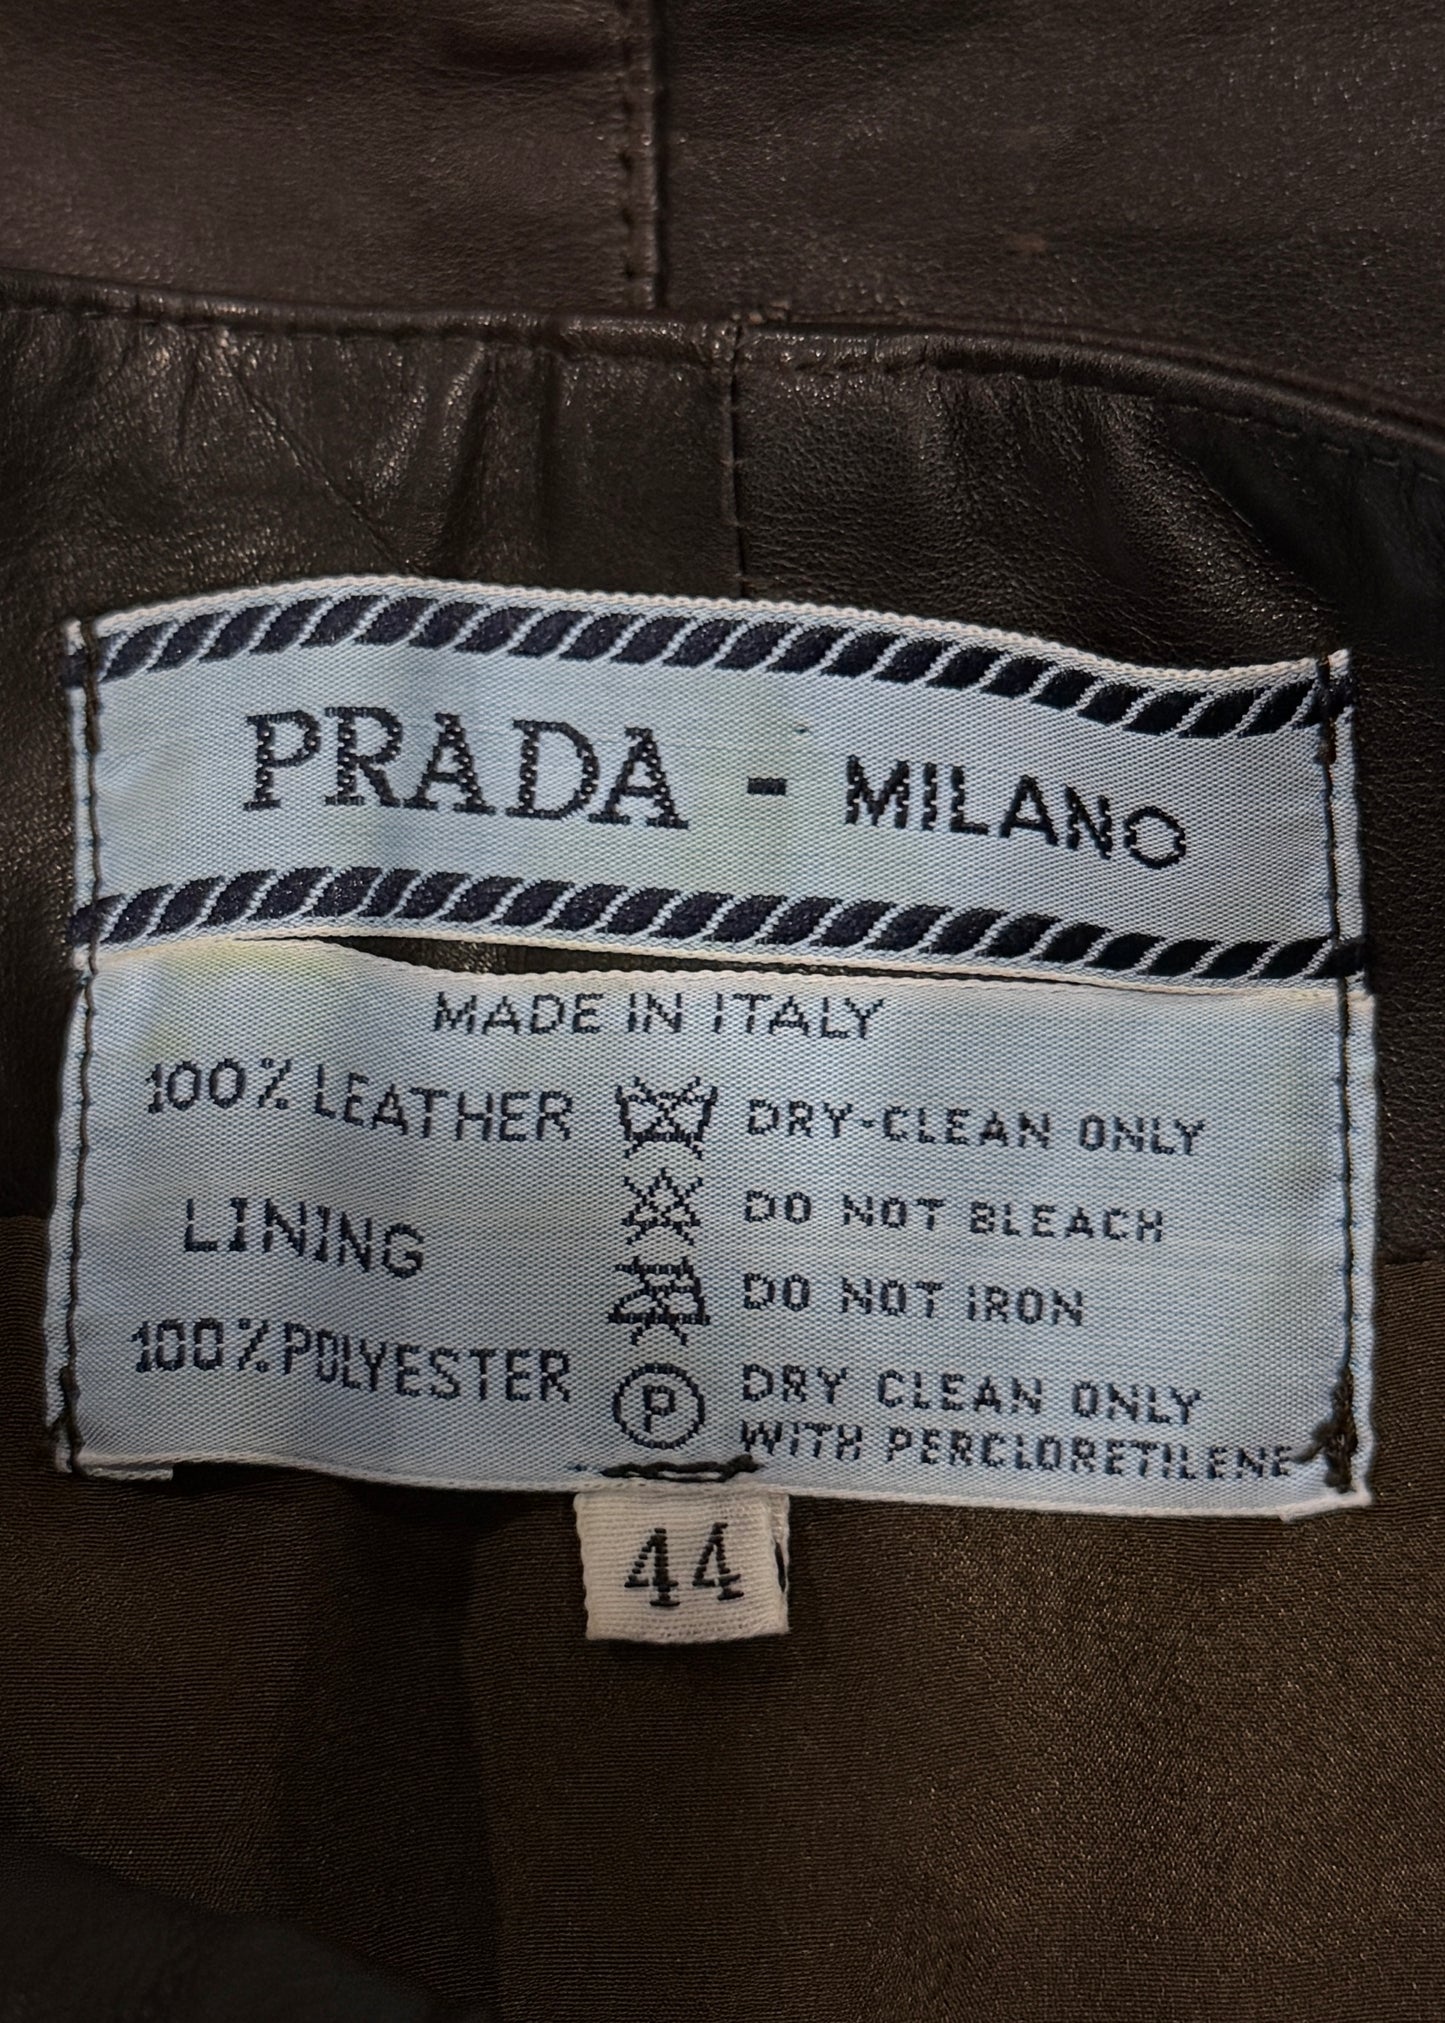 PRADA - MILANO
MADE IN ITALY
100% LEATHER
LINING
100% POLYESTER
DRY-CLEAN ONLY
DO NOT BLEACH
DO NOT IRON
P
DRY CLEAN ONLY
WITH PERCLORETILENE
44